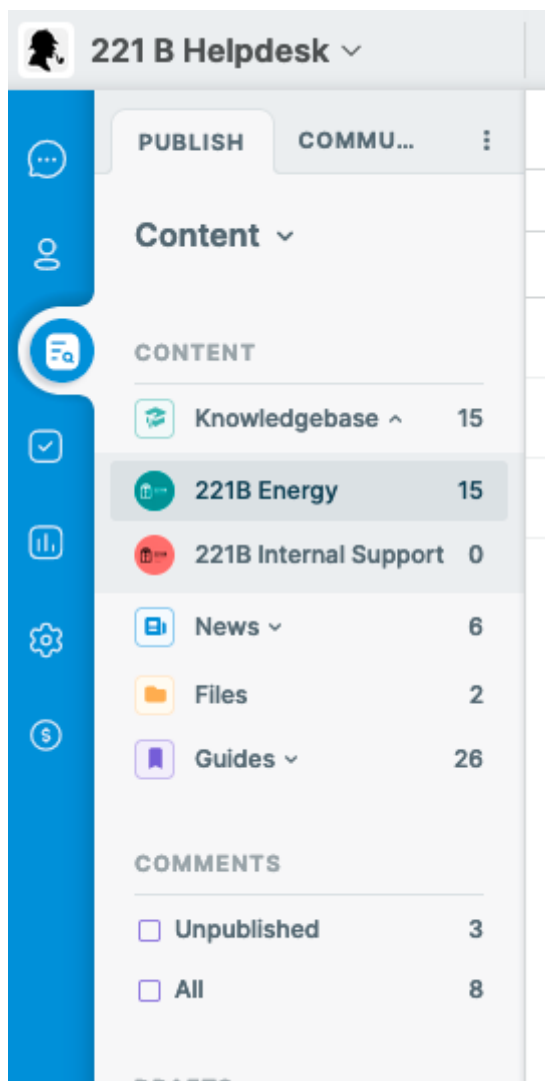 221 B Helpdesk
PUBLISH COMMU...
Content
CONTENT
Knowledgebase 15
221B Energy 15
221B Internal Support 0
News 6
Files 2
Guides 26
COMMENTS
Unpublished 3
All 8